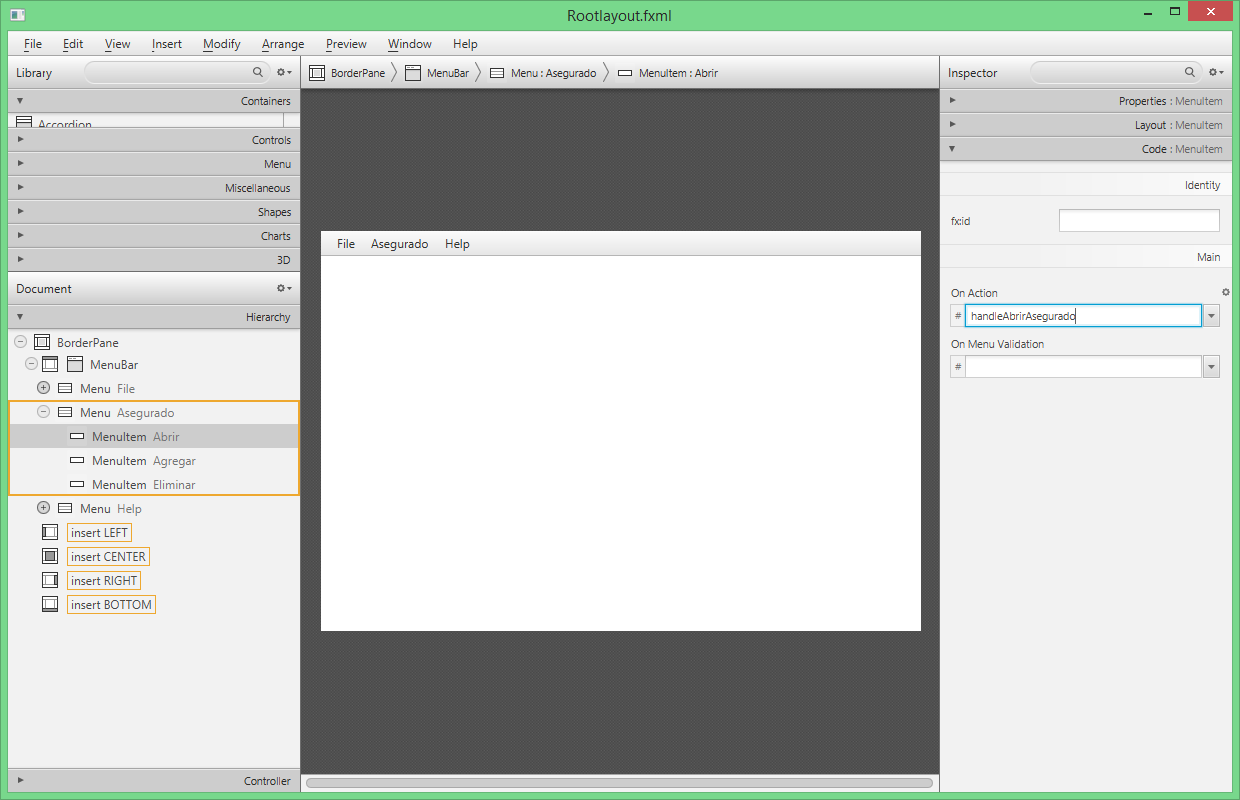 Rootlayout.fxml
File Edit View Insert Modify Arrange Preview Window Help
Library
BorderPane MenuBar Menu : Asegurado MenuItem : Abrir
Inspector
Containers
Accordion
Controls
Menu
Miscellaneous
Shapes
Charts
3D
Document
Hierarchy
BorderPane
MenuBar
Menu File
Menu Asegurado
MenuItem Abrir
MenuItem Agregar
MenuItem Eliminar
Menu Help
insert LEFT
insert CENTER
insert RIGHT
insert BOTTOM
Controller
File Asegurado Help
Properties : MenuItem
Layout : MenuItem
Code : MenuItem
Identity
fx:id
Main
On Action
# handleAbrirAsegurado
On Menu Validation
#